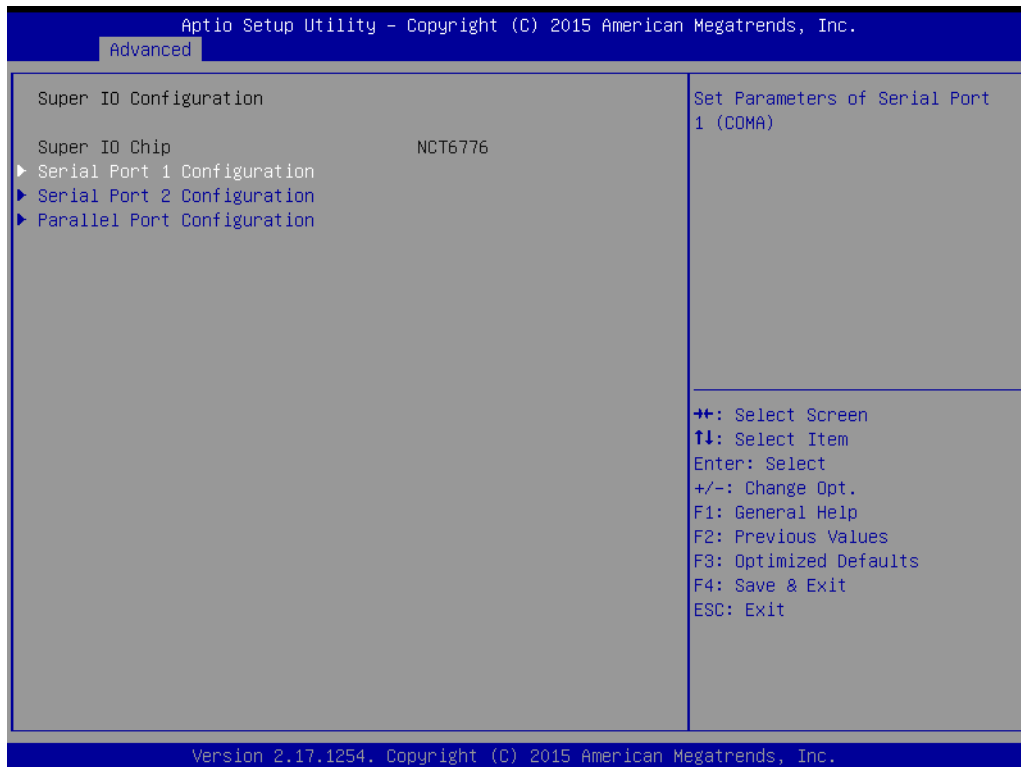 Aptio Setup Utility – Copyright (C) 2015 American Megatrends, Inc.
Advanced
Super IO Configuration
Super IO Chip NCT6776
▶ Serial Port 1 Configuration
▶ Serial Port 2 Configuration
▶ Parallel Port Configuration
Set Parameters of Serial Port
1 (COMA)
→←: Select Screen
↑↓: Select Item
Enter: Select
+/-: Change Opt.
F1: General Help
F2: Previous Values
F3: Optimized Defaults
F4: Save & Exit
ESC: Exit
Version 2.17.1254. Copyright (C) 2015 American Megatrends, Inc.